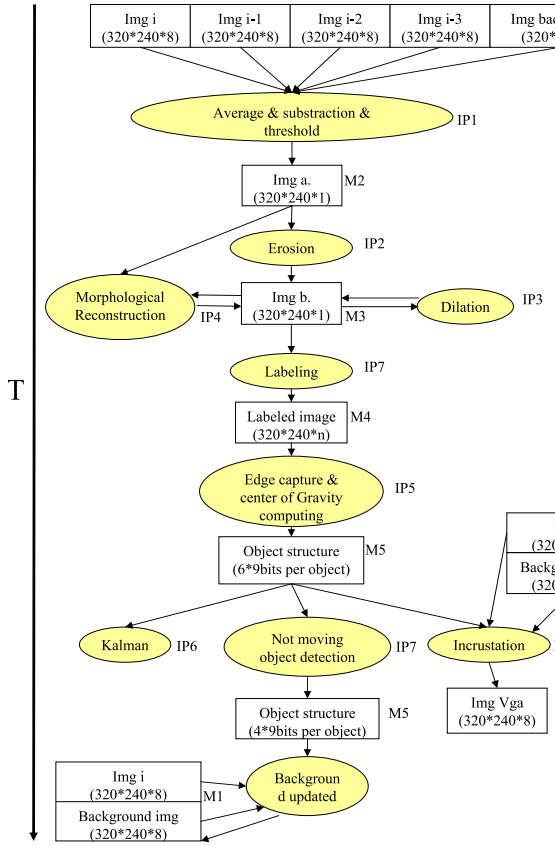 Img i
(320*240*8)
Img i-1
(320*240*8)
Img i-2
(320*240*8)
Img i-3
(320*240*8)
Average & substraction &
threshold
IP1
Img a.
(320*240*1)
M2
Erosion
IP2
Morphological
Reconstruction
IP4
Img b.
(320*240*1)
M3
Dilation
IP3
Labeling
IP7
T
Labeled image
(320*240*n)
M4
Edge capture &
center of Gravity
computing
IP5
Object structure
(6*9bits per object)
M5
Kalman
IP6
Not moving
object detection
IP7
Incrustation
Img Vga
(320*240*8)
Object structure
(4*9bits per object)
M5
Img i
(320*240*8)
M1
Background img
(320*240*8)
Backgroun
d updated